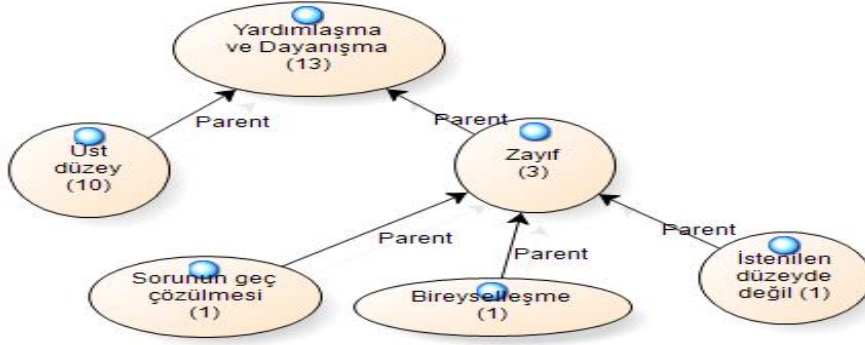 Yardımlaşma
ve Dayanışma
(13)
Parent
Parent
Üst
düzey
(10)
Zayıf
(3)
Parent
Parent
Parent
Sorunun geç
çözülmesi
(1)
Bireyselleşme
(1)
İstenilen
düzeyde
değil (1)